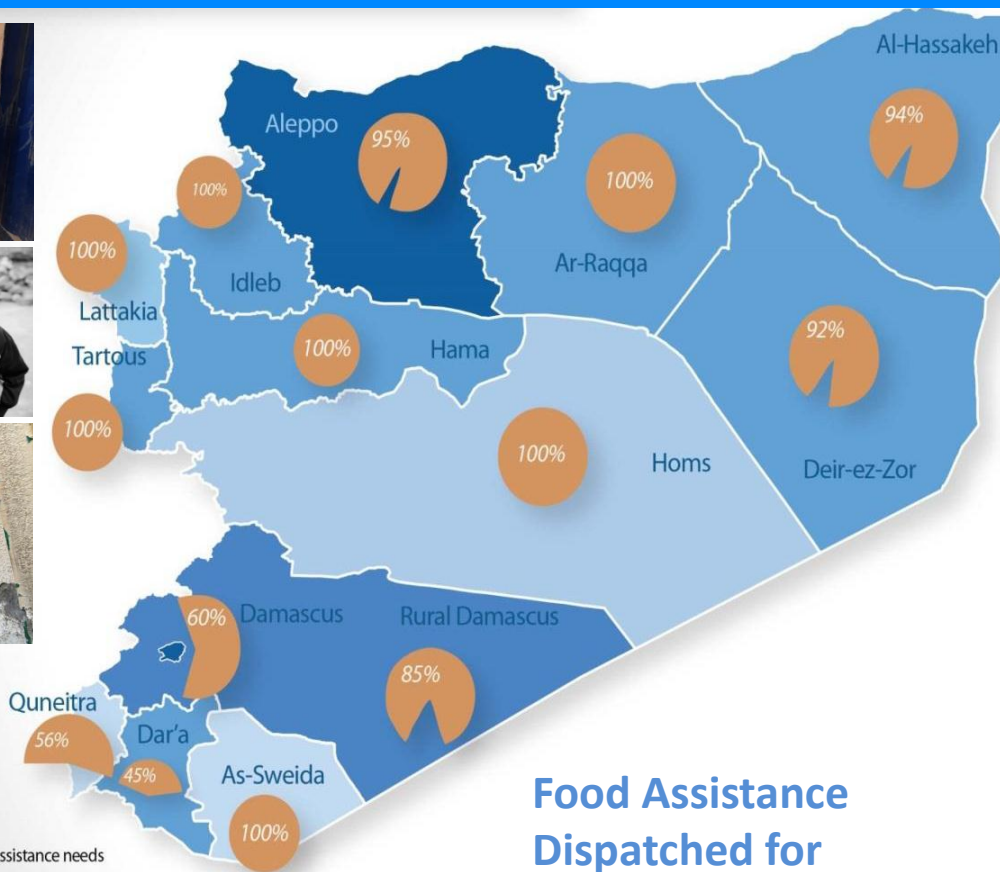 Al-Hassakeh
94%
Aleppo
95%
100%
100%
Ar-Raqqa
100%
Idleb
Lattakia
Tartous
100%
Hama
92%
100%
100%
Homs
Deir-ez-Zor
60%
Damascus
Rural Damascus
85%
Quneitra
56%
Dar'a
45%
As-Sweida
100%
Food Assistance
Dispatched for
ssistance needs